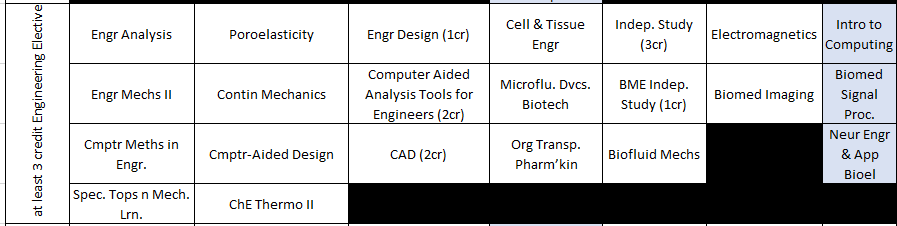 at least 3 credit Engineering Elective
Engr Analysis
Poroelasticity
Engr Design (1cr)
Cell & Tissue
Engr
Indep. Study
(3cr)
Electromagnetics
Intro to
Computing
Engr Mechs II
Contin Mechanics
Computer Aided
Analysis Tools for
Engineers (2cr)
Microflu. Dvcs.
Biotech
BME Indep.
Study (1cr)
Biomed Imaging
Biomed
Signal
Proc.
Cmptr Meths in
Engr.
Cmptr-Aided Design
CAD (2cr)
Org Transp.
Pharm’kin
Biofluid Mechs
Neur Engr
& App
Bioel
Spec. Tops n Mech.
Lrn.
ChE Thermo II